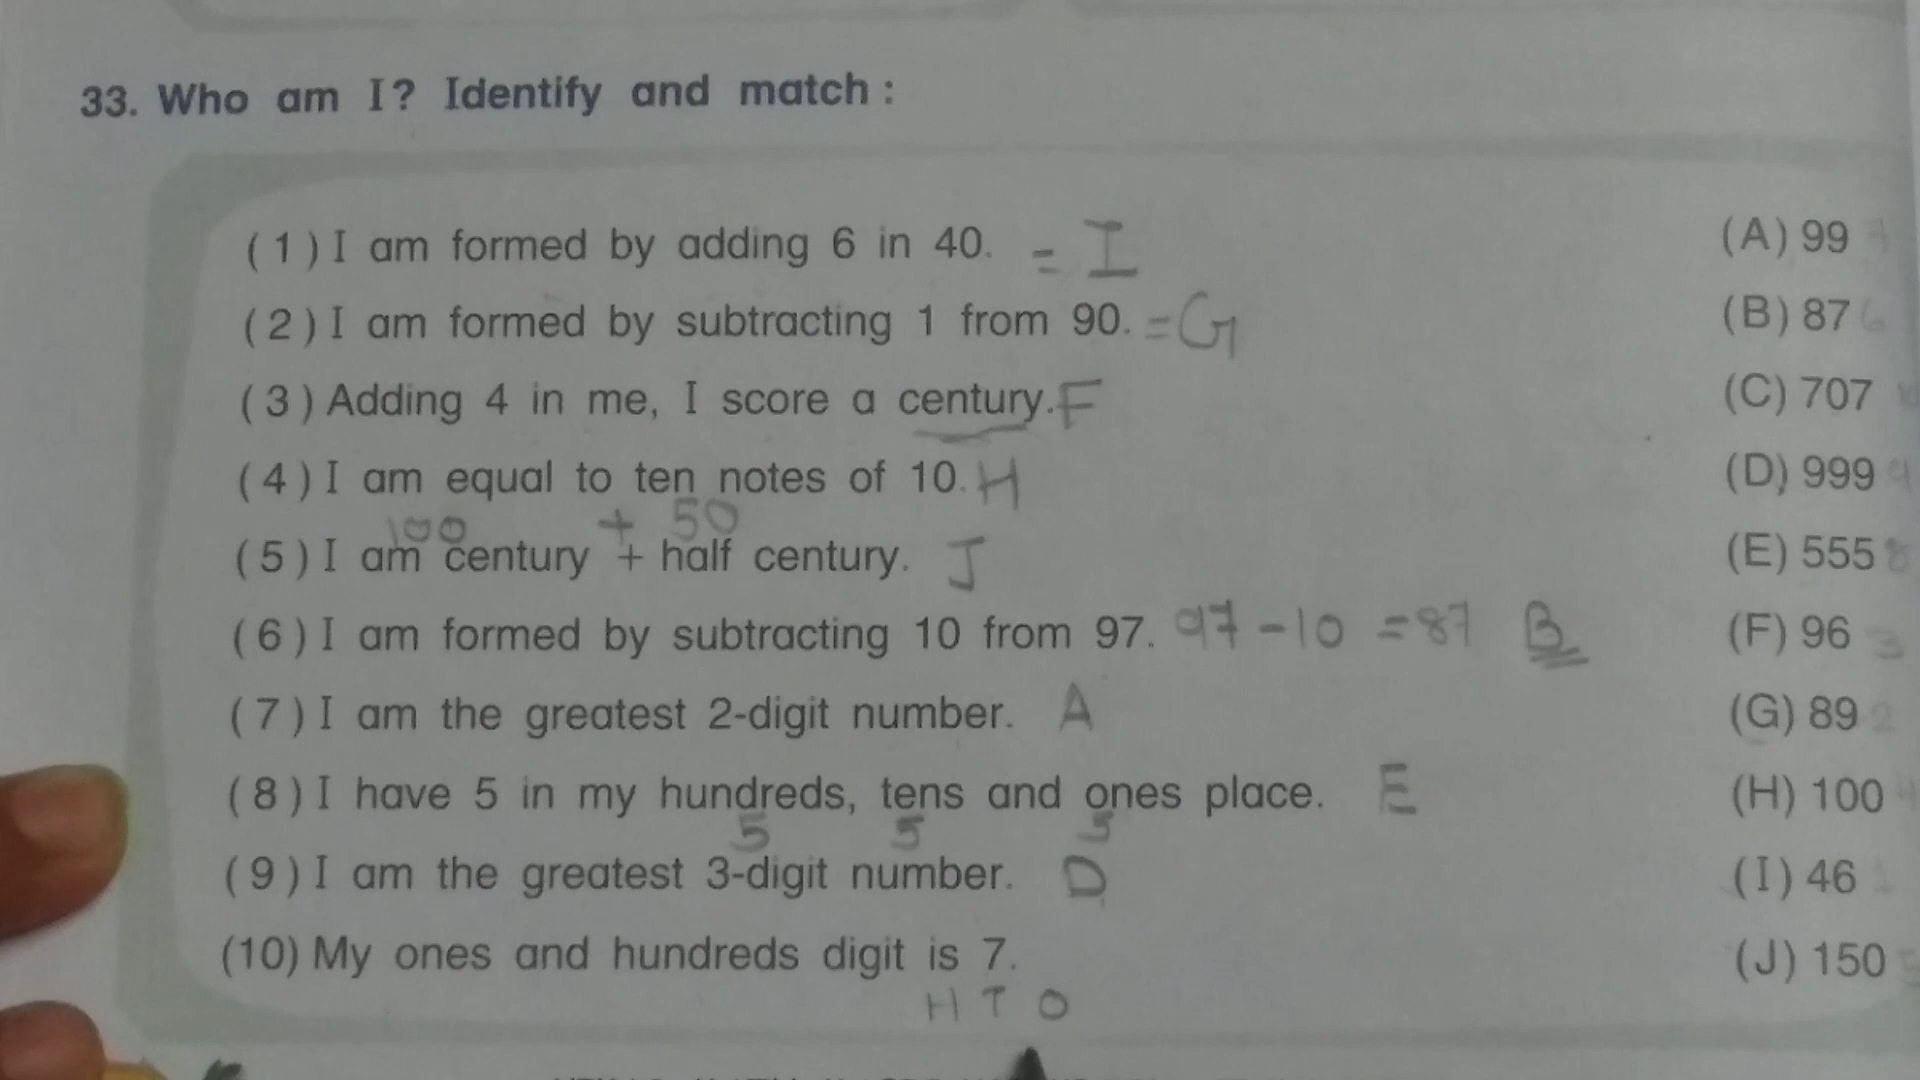 33. Who am I? Identify and match :
(1) I am formed by adding 6 in 40. = I (A) 99
(2) I am formed by subtracting 1 from 90. = G (B) 87 6
(3) Adding 4 in me, I score a century. F (C) 707
(4) I am equal to ten notes of 10. H (D) 999
100 + 50
(5) I am century + half century. J (E) 555 8
(6) I am formed by subtracting 10 from 97. 97 - 10 = 87 B (F) 96 3
(7) I am the greatest 2-digit number. A (G) 89 2
(8) I have 5 in my hundreds, tens and ones place. E (H) 100
5 5 5
(9) I am the greatest 3-digit number. D (I) 46
(10) My ones and hundreds digit is 7. (J) 150
H T O